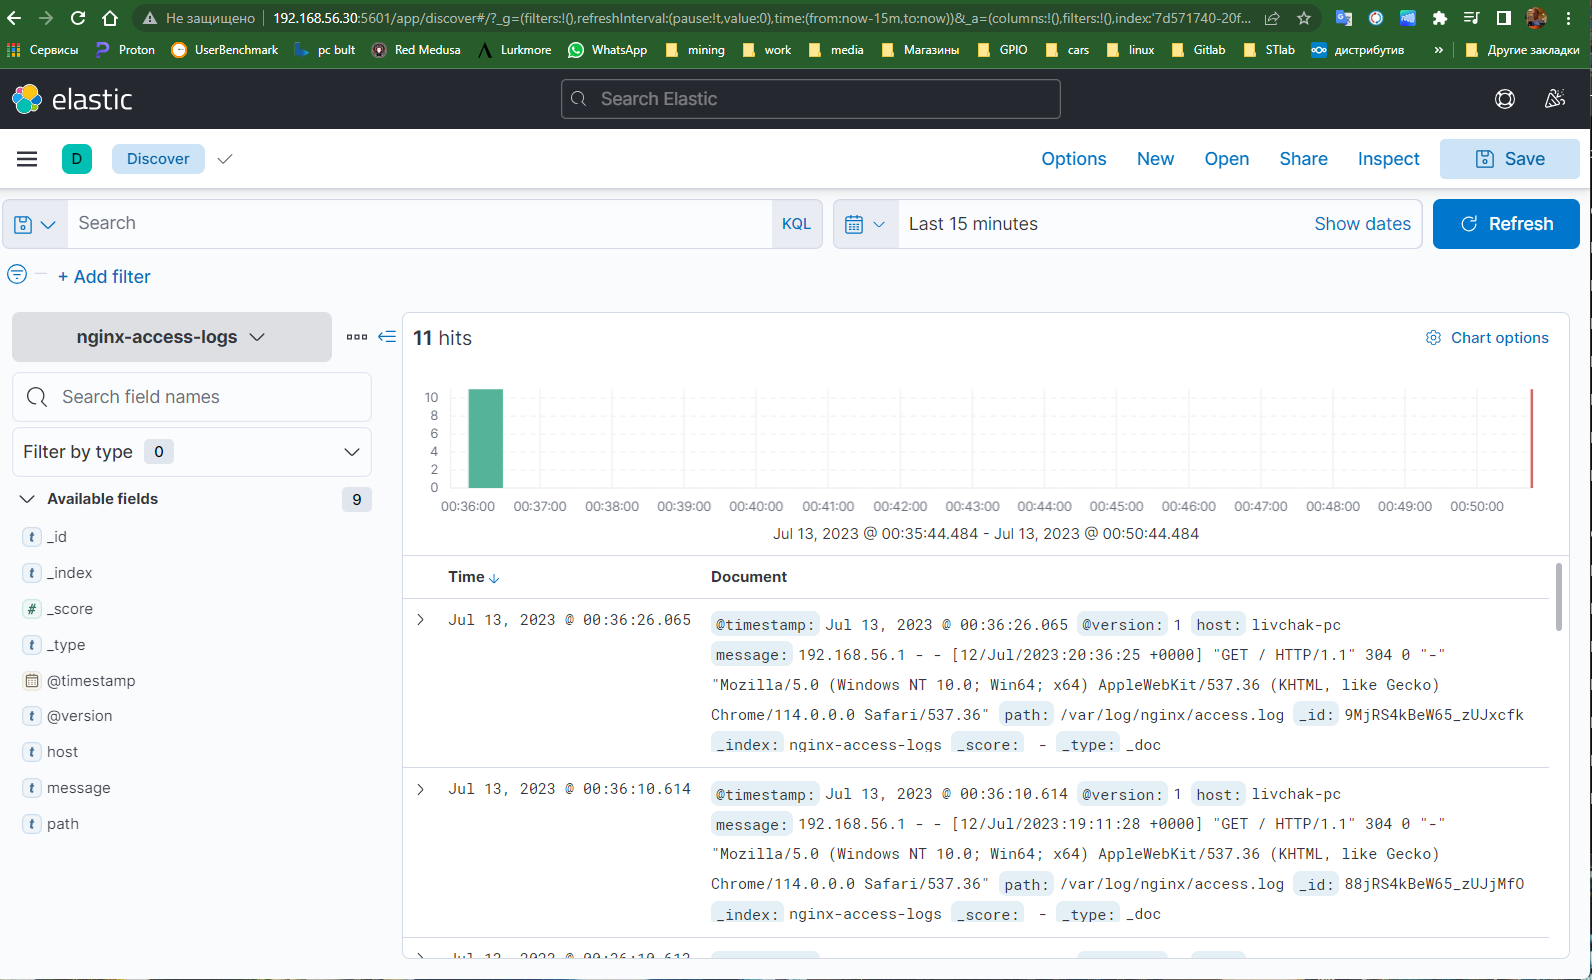 Не защищено 192.168.56.30:5601/app/discover#/?_g=(filters:!(),refreshInterval:(pause:!t,value:0),time:(from:now-15m,to:now))&_a=(columns:!(),filters:!(),index:'7d571740-20f...
Сервисы Proton UserBenchmark pc bult Red Medusa Lurkmore WhatsApp mining work media Магазины GPIO cars linux Gitlab STlab дистрибутив » Другие закладки
elastic Search Elastic
D Discover Options New Open Share Inspect Save
Search KQL Last 15 minutes Show dates Refresh
+ Add filter
nginx-access-logs
Search field names
Filter by type 0
Available fields 9
t _id
t _index
# _score
t _type
@timestamp
t @version
t host
t message
t path
11 hits Chart options
10
8
6
4
2
0
00:36:00 00:37:00 00:38:00 00:39:00 00:40:00 00:41:00 00:42:00 00:43:00 00:44:00 00:45:00 00:46:00 00:47:00 00:48:00 00:49:00 00:50:00
Jul 13, 2023 @ 00:35:44.484 - Jul 13, 2023 @ 00:50:44.484
Time Document
Jul 13, 2023 @ 00:36:26.065 @timestamp: Jul 13, 2023 @ 00:36:26.065 @version: 1 host: livchak-pc
message: 192.168.56.1 - - [12/Jul/2023:20:36:25 +0000] "GET / HTTP/1.1" 304 0 "-"
"Mozilla/5.0 (Windows NT 10.0; Win64; x64) AppleWebKit/537.36 (KHTML, like Gecko)
Chrome/114.0.0.0 Safari/537.36" path: /var/log/nginx/access.log _id: 9MjRS4kBeW65_zUJxcfk
_index: nginx-access-logs _score: - _type: _doc
Jul 13, 2023 @ 00:36:10.614 @timestamp: Jul 13, 2023 @ 00:36:10.614 @version: 1 host: livchak-pc
message: 192.168.56.1 - - [12/Jul/2023:19:11:28 +0000] "GET / HTTP/1.1" 304 0 "-"
"Mozilla/5.0 (Windows NT 10.0; Win64; x64) AppleWebKit/537.36 (KHTML, like Gecko)
Chrome/114.0.0.0 Safari/537.36" path: /var/log/nginx/access.log _id: 88jRS4kBeW65_zUJjMfO
_index: nginx-access-logs _score: - _type: _doc